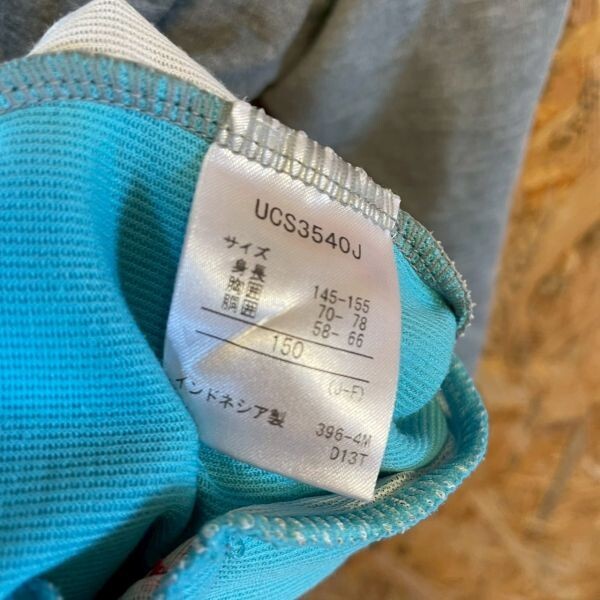 UCS3540J
サイズ
身長 145-155
胸囲 70- 78
胴囲 58- 66
150
(J-F)
インドネシア製 396-4N
D13T